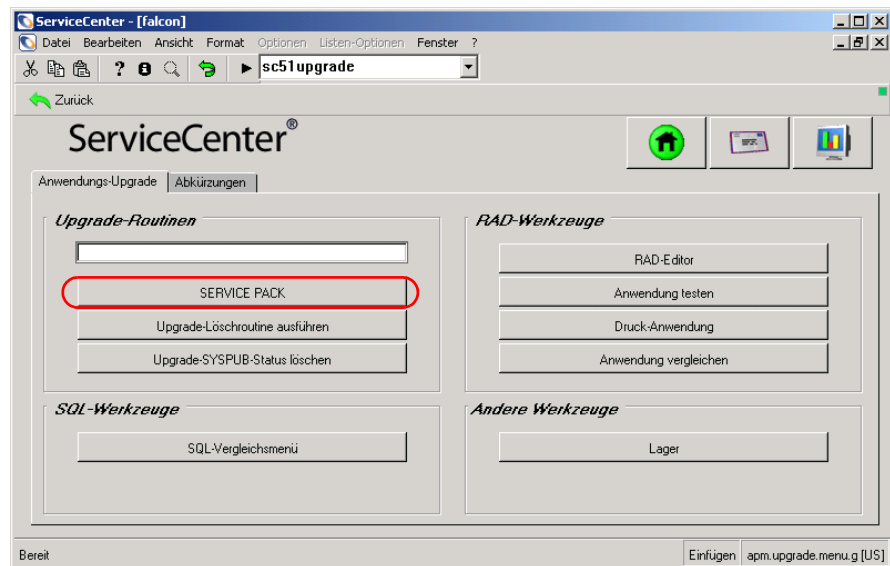 ServiceCenter - [falcon]
Datei Bearbeiten Ansicht Format Optionen Listen-Optionen Fenster ?
sc51upgrade
Zurück
ServiceCenter®
Anwendungs-Upgrade Abkürzungen
Upgrade-Routinen
SERVICE PACK
Upgrade-Löschroutine ausführen
Upgrade-SYSPUB-Status löschen
RAD-Werkzeuge
RAD-Editor
Anwendung testen
Druck-Anwendung
Anwendung vergleichen
SQL-Werkzeuge
SQL-Vergleichsmenü
Andere Werkzeuge
Lager
Bereit
Einfügen apm.upgrade.menu.g [US]